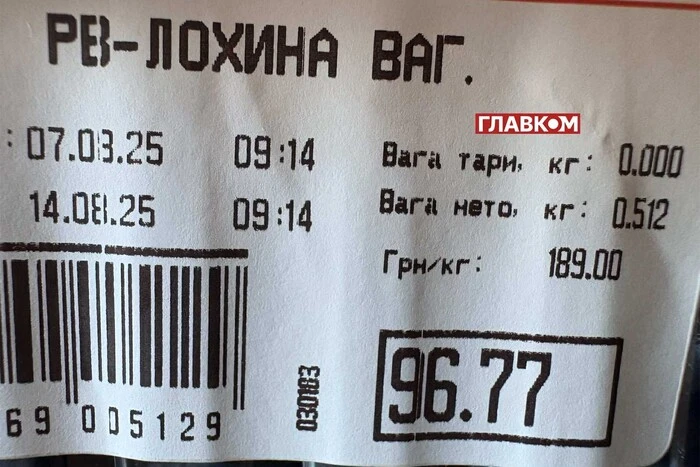 РВ-ЛОХИНА ВАГ.
ГЛАВКОМ
: 07.08.25 09:14
Вага тари, кг: 0.000
14.08.25 09:14
Вага нето, кг: 0.512
Грн/кг: 189.00
96.77
030183
69 005129